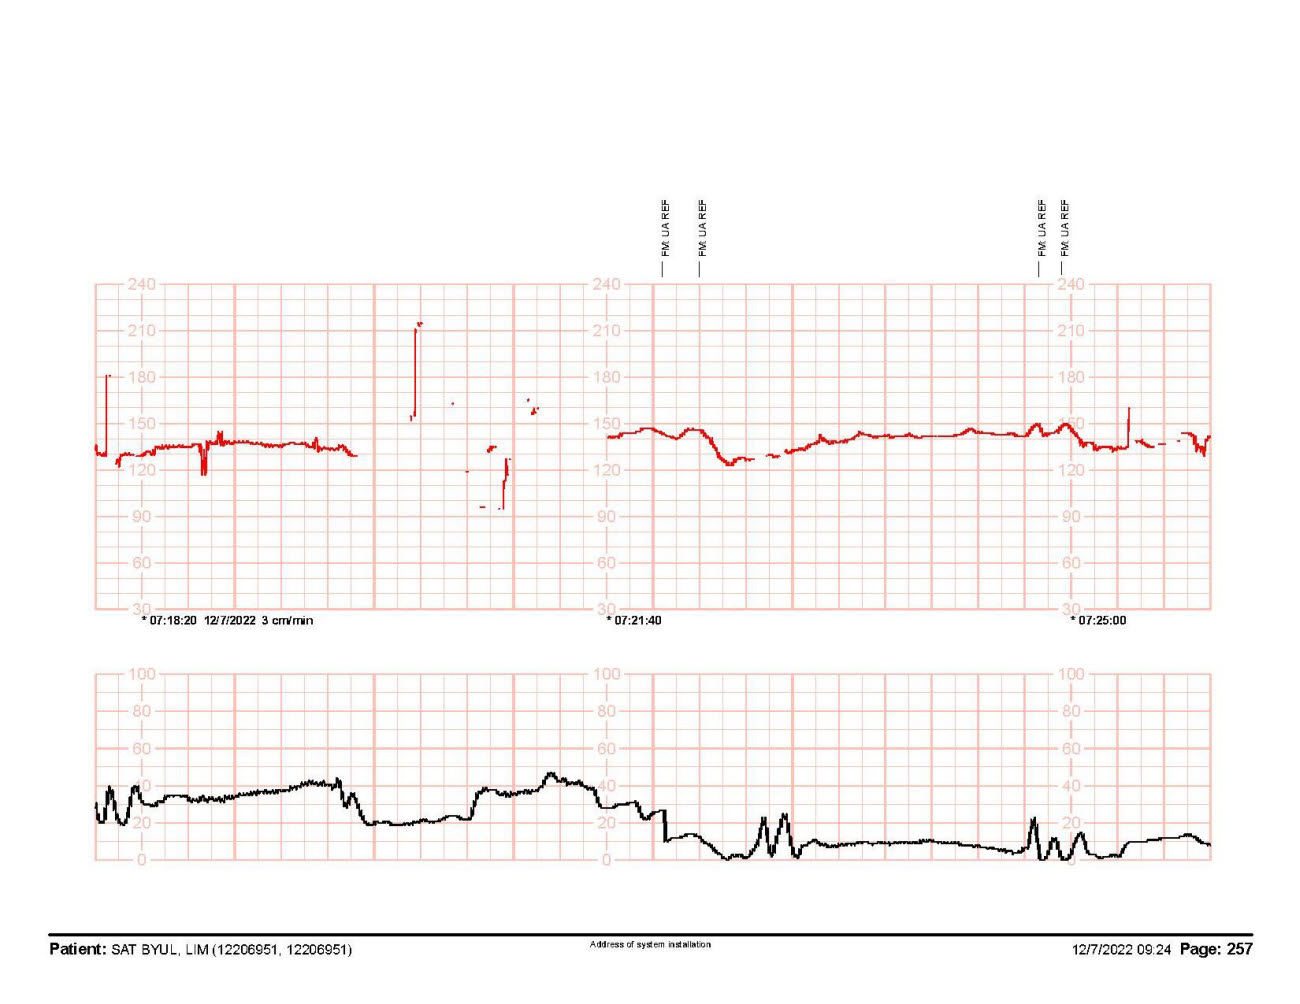 FM: UA REF FM: UA REF FM: UA REF FM: UA REF
240 240 240
210 210 210
180 180 180
150 150 150
120 120 120
90 90 90
60 60 60
30 30 30
* 07:18:20 12/7/2022 3 cm/min * 07:21:40 * 07:25:00
100 100 100
80 80 80
60 60 60
40 40 40
20 20 20
0 0 0
Patient: SAT BYUL, LIM (12206951, 12206951) Address of system installation 12/7/2022 09:24 Page: 257